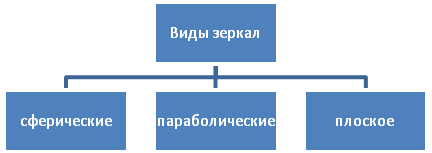 Виды зеркал
сферические
параболические
плоское